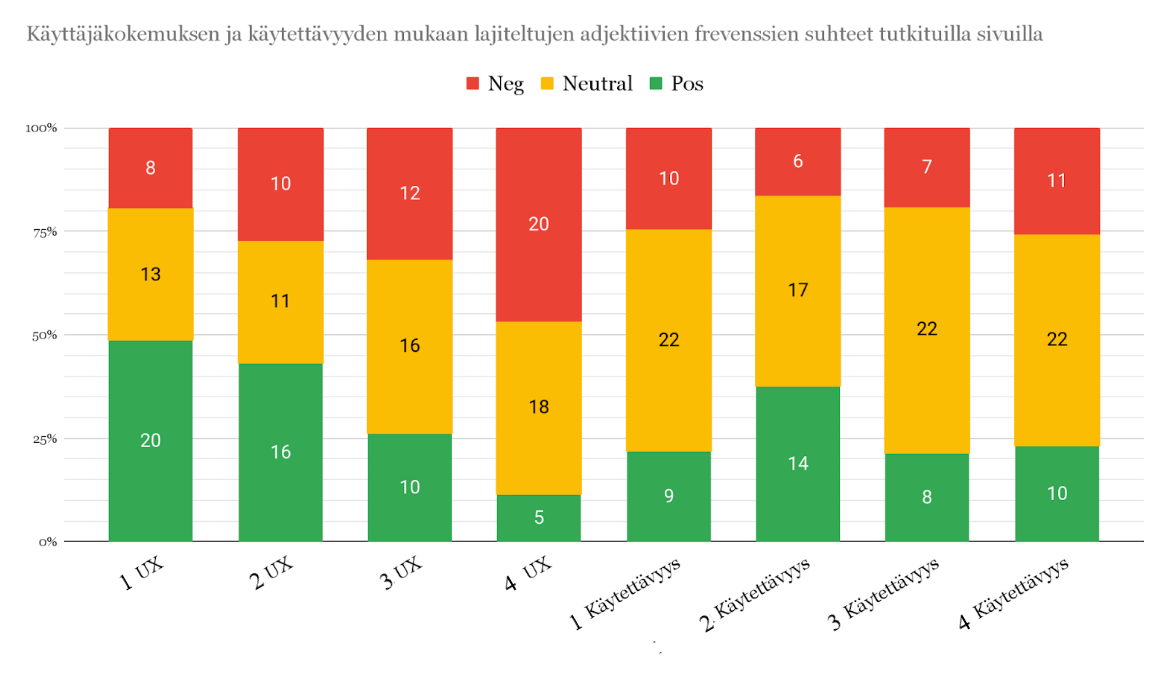 Käyttäjäkokemuksen ja käytettävyyden mukaan lajiteltujen adjektiivien frevenssien suhteet tutkituilla sivuilla
Neg Neutral Pos
100%
75%
50%
25%
0%
8 10 12 20 10 6 7 11
13 11 16 18 22 17 22 22
20 16 10 5 9 14 8 10
1 UX 2 UX 3 UX 4 UX 1 Käytettävyys 2 Käytettävyys 3 Käytettävyys 4 Käytettävyys